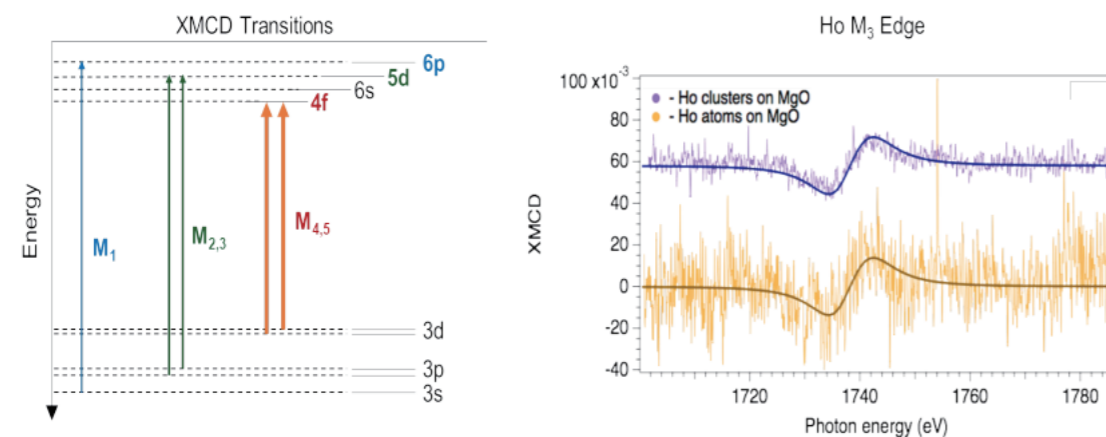 XMCD Transitions
6p
5d
6s
4f
M1
M2,3
M4,5
3d
3p
3s
Energy
Ho M3 Edge
100 x10-3
80
60
40
20
0
-20
-40
- Ho clusters on MgO
- Ho atoms on MgO
XMCD
1720
1740
1760
1780
Photon energy (eV)